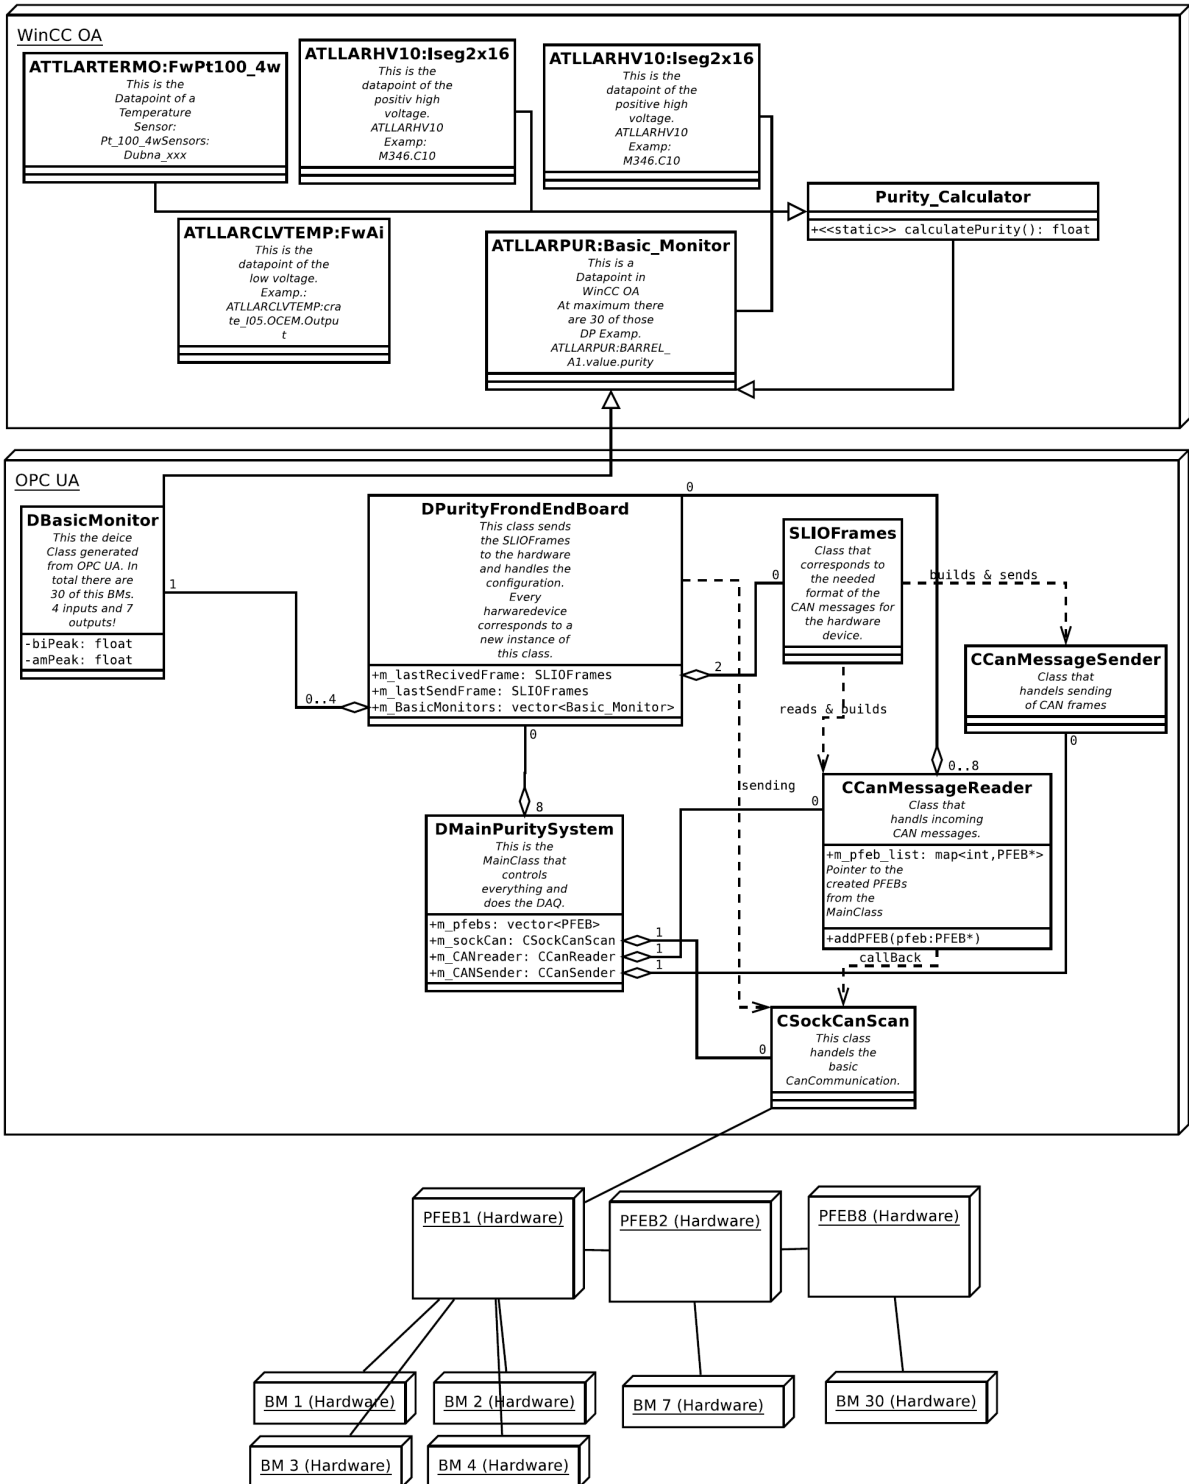 WinCC OA
ATTLARTERMO:FwPt100_4w
This is the
Datapoint of a
Temperature
Sensor:
Pt_100_4wSensors:
Dubna_xxx
ATLLARHV10:Iseg2x16
This is the
datapoint of the
positiv high
voltage.
ATLLARHV10
Examp:
M346.C10
ATLLARHV10:Iseg2x16
This is the
datapoint of the
positive high
voltage.
ATLLARHV10
Examp:
M346.C10
Purity_Calculator
+<<static>> calculatePurity(): float
ATLLARCLVTEMP:FwAi
This is the
datapoint of the
low voltage.
Examp.:
ATLLARCLVTEMP:cra
te_I05.OCEM.Outpu
t
ATLLARPUR:Basic_Monitor
This is a
Datapoint in
WinCC OA
At maximum there
are 30 of those
DP Examp.
ATLLARPUR:BARREL_
A1.value.purity
OPC UA
DBasicMonitor
This the deice
Class generated
from OPC UA. In
total there are
30 of this BMs.
4 inputs and 7
outputs!
-biPeak: float
-amPeak: float
1
0..4
DPurityFrondEndBoard
This class sends
the SLIOFrames
to the hardware
and handles the
configuration.
Every
harwaredevice
corresponds to a
new instance of
this class.
+m_lastRecivedFrame: SLIOFrames
+m_lastSendFrame: SLIOFrames
+m_BasicMonitors: vector<Basic_Monitor>
0
0
2
SLIOFrames
Class that
corresponds to
the needed
format of the
CAN messages for
the hardware
device.
builds & sends
CCanMessageSender
Class that
handels sending
of CAN frames
0
reads & builds
0
8
sending
0
0..8
CCanMessageReader
Class that
handls incoming
CAN messages.
+m_pfeb_list: map<int,PFEB*>
Pointer to the
created PFEBs
from the
MainClass
+addPFEB(pfeb:PFEB*)
callBack
DMainPuritySystem
This is the
MainClass that
controls
everything and
does the DAQ.
+m_pfebs: vector<PFEB>
+m_sockCan: CSockCanScan
+m_CANreader: CCanReader
+m_CANSender: CCanSender
1
1
1
0
CSockCanScan
This class
handels the
basic
CanCommunication.
PFEB1 (Hardware)
PFEB2 (Hardware)
PFEB8 (Hardware)
BM 1 (Hardware)
BM 2 (Hardware)
BM 7 (Hardware)
BM 30 (Hardware)
BM 3 (Hardware)
BM 4 (Hardware)